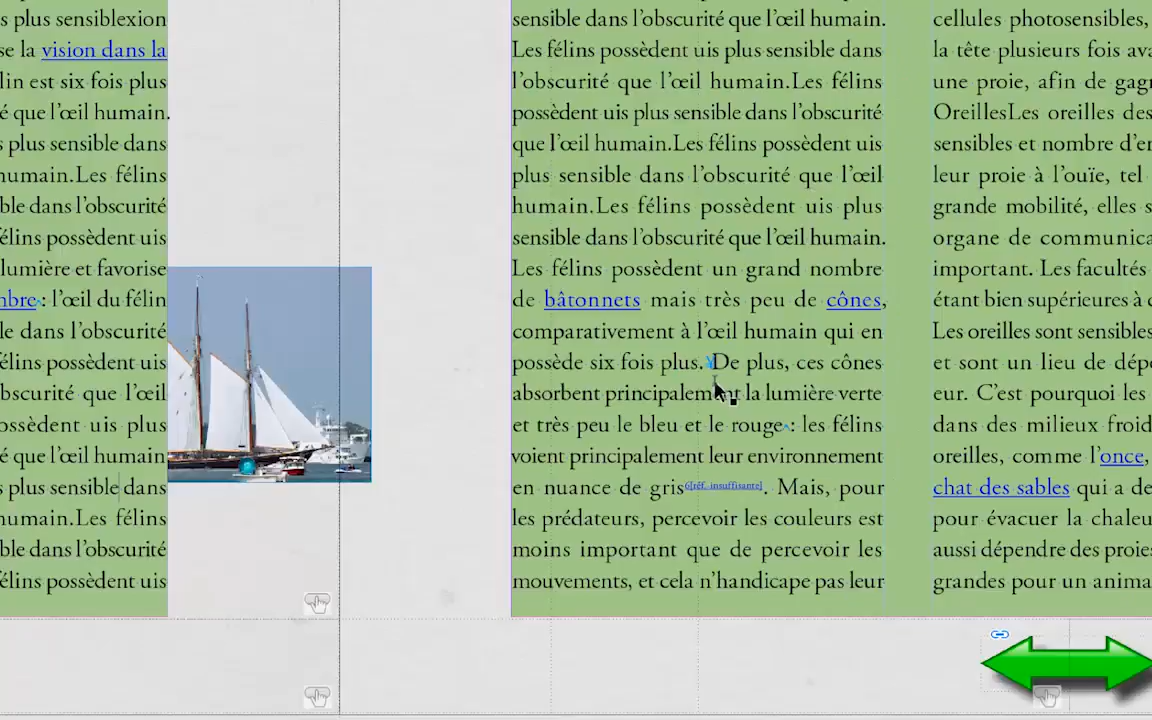 s plus sensiblexion
se la vision dans la
lin est six fois plus
é que l’œil humain.
s plus sensible dans
humain.Les félins
ble dans l’obscurité
félins possèdent uis
lumière et favorise
mbre : l’œil du félin
le dans l’obscurité
félins possèdent uis
bscurité que l’œil
ossèdent uis plus
é que l’œil humain
s plus sensible dans
humain.Les félins
ble dans l’obscurité
félins possèdent uis
sensible dans l’obscurité que l’œil humain.
Les félins possèdent uis plus sensible dans
l’obscurité que l’œil humain.Les félins
possèdent uis plus sensible dans l’obscurité
que l’œil humain.Les félins possèdent uis
plus sensible dans l’obscurité que l’œil
humain.Les félins possèdent uis plus
sensible dans l’obscurité que l’œil humain.
Les félins possèdent un grand nombre
de bâtonnets mais très peu de cônes,
comparativement à l’œil humain qui en
possède six fois plus. De plus, ces cônes
absorbent principalement la lumière verte
et très peu le bleu et le rouge : les félins
voient principalement leur environnement
en nuance de gris[réf. insuffisante]. Mais, pour
les prédateurs, percevoir les couleurs est
moins important que de percevoir les
mouvements, et cela n’handicape pas leur
cellules photosensibles,
la tête plusieurs fois ava
une proie, afin de gagn
OreillesLes oreilles des
sensibles et nombre d’en
leur proie à l’ouïe, tel
grande mobilité, elles s
organe de communica
important. Les facultés
étant bien supérieures à c
Les oreilles sont sensibles
et sont un lieu de dépe
eur. C’est pourquoi les
dans des milieux froid
oreilles, comme l’once,
chat des sables qui a de
pour évacuer la chaleu
aussi dépendre des proies
grandes pour un anima